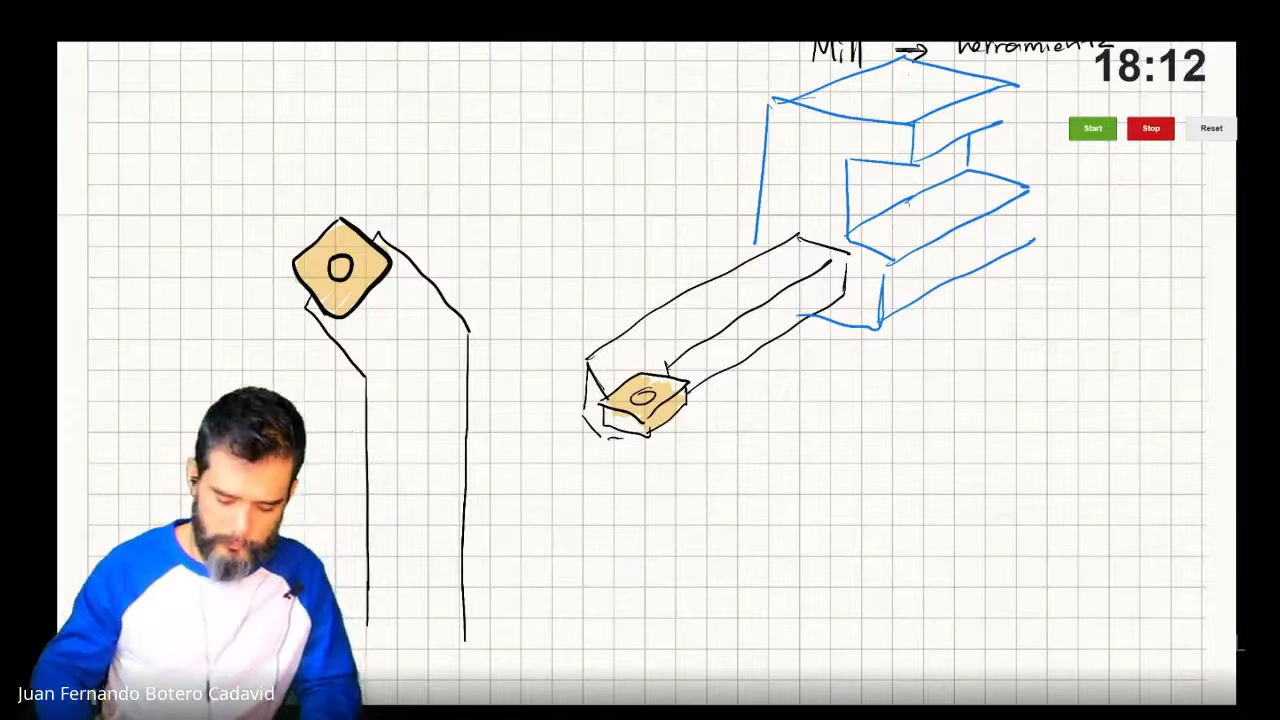 Mill → herramienta
18:12
Start Stop Reset
Juan Fernando Botero Cadavid